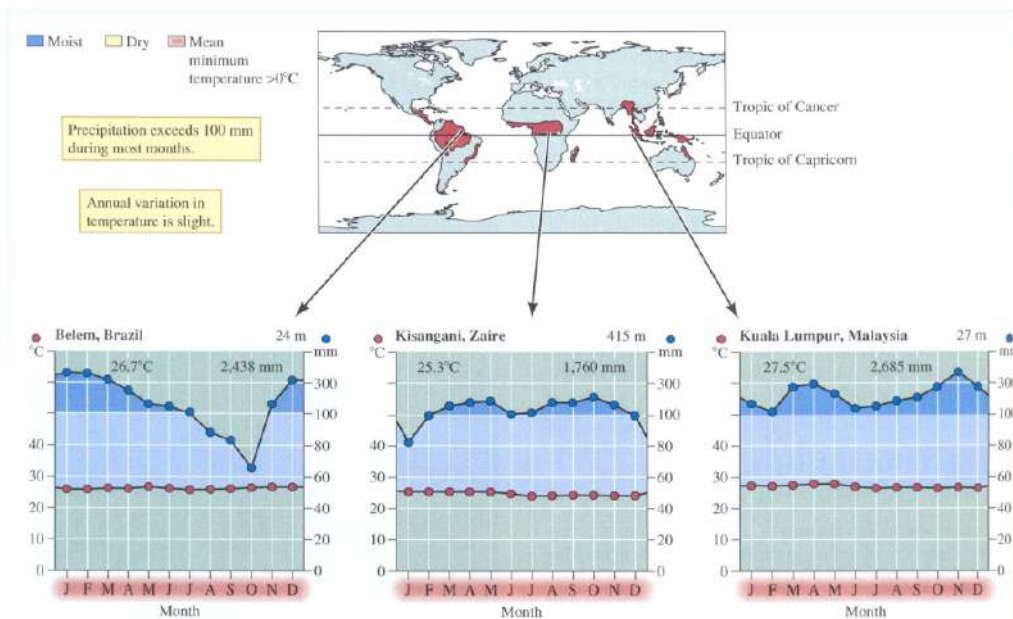 Moist
Dry
Mean
minimum
temperature >0°C
Precipitation exceeds 100 mm
during most months.
Annual variation in
temperature is slight.
Tropic of Cancer
Equator
Tropic of Capricorn
Belem, Brazil 24 m
°C mm
26.7°C 2,438 mm
300
100
40 80
30 60
20 40
10 20
0 0
J F M A M J J A S O N D
Month
Kisangani, Zaire 415 m
°C mm
25.3°C 1,760 mm
300
100
40 80
30 60
20 40
10 20
0 0
J F M A M J J A S O N D
Month
Kuala Lumpur, Malaysia 27 m
°C mm
27.5°C 2,685 mm
300
100
40 80
30 60
20 40
10 20
0 0
J F M A M J J A S O N D
Month